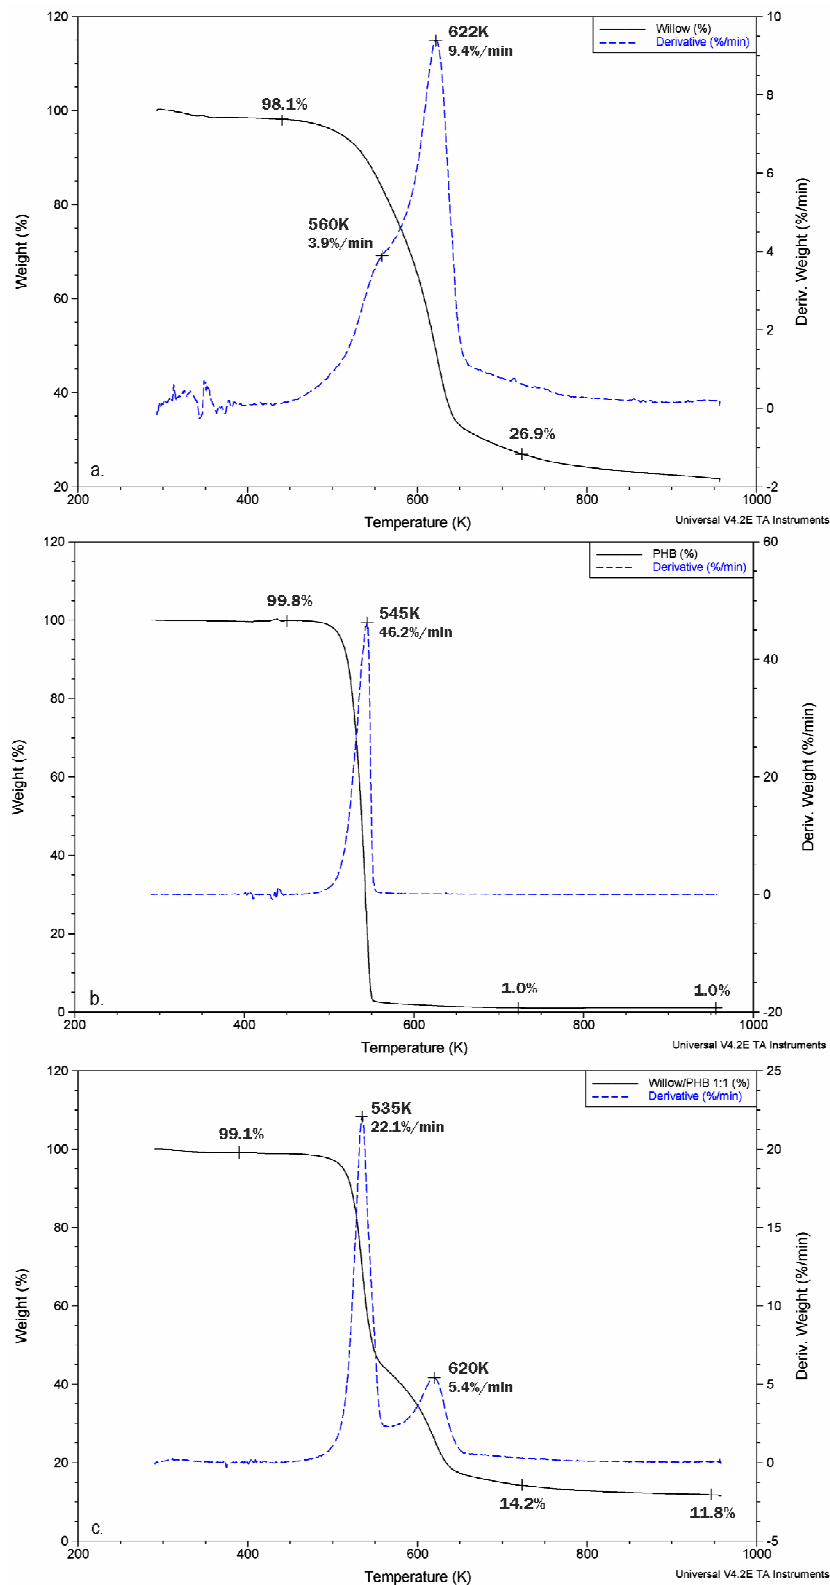 120
100
80
60
40
20
Weight (%)
10
8
6
4
2
0
-2
Deriv. Weight (%/min)
Willow (%)
Derivative (%/min)
622K
9.4%/min
98.1%
560K
3.9%/min
26.9%
a.
200
400
600
800
1000
Temperature (K)
Universal V4.2E TA Instruments
120
100
80
60
40
20
0
Weight (%)
60
40
20
0
-20
Deriv. Weight (%/min)
PHB (%)
Derivative (%/min)
99.8%
545K
46.2%/min
1.0%
1.0%
b.
200
400
600
800
1000
Temperature (K)
Universal V4.2E TA Instruments
120
100
80
60
40
20
0
Weight (%)
25
20
15
10
5
0
-5
Deriv. Weight (%/min)
Willow/PHB 1:1 (%)
Derivative (%/min)
535K
22.1%/min
99.1%
620K
5.4%/min
14.2%
11.8%
c.
200
400
600
800
1000
Temperature (K)
Universal V4.2E TA Instruments